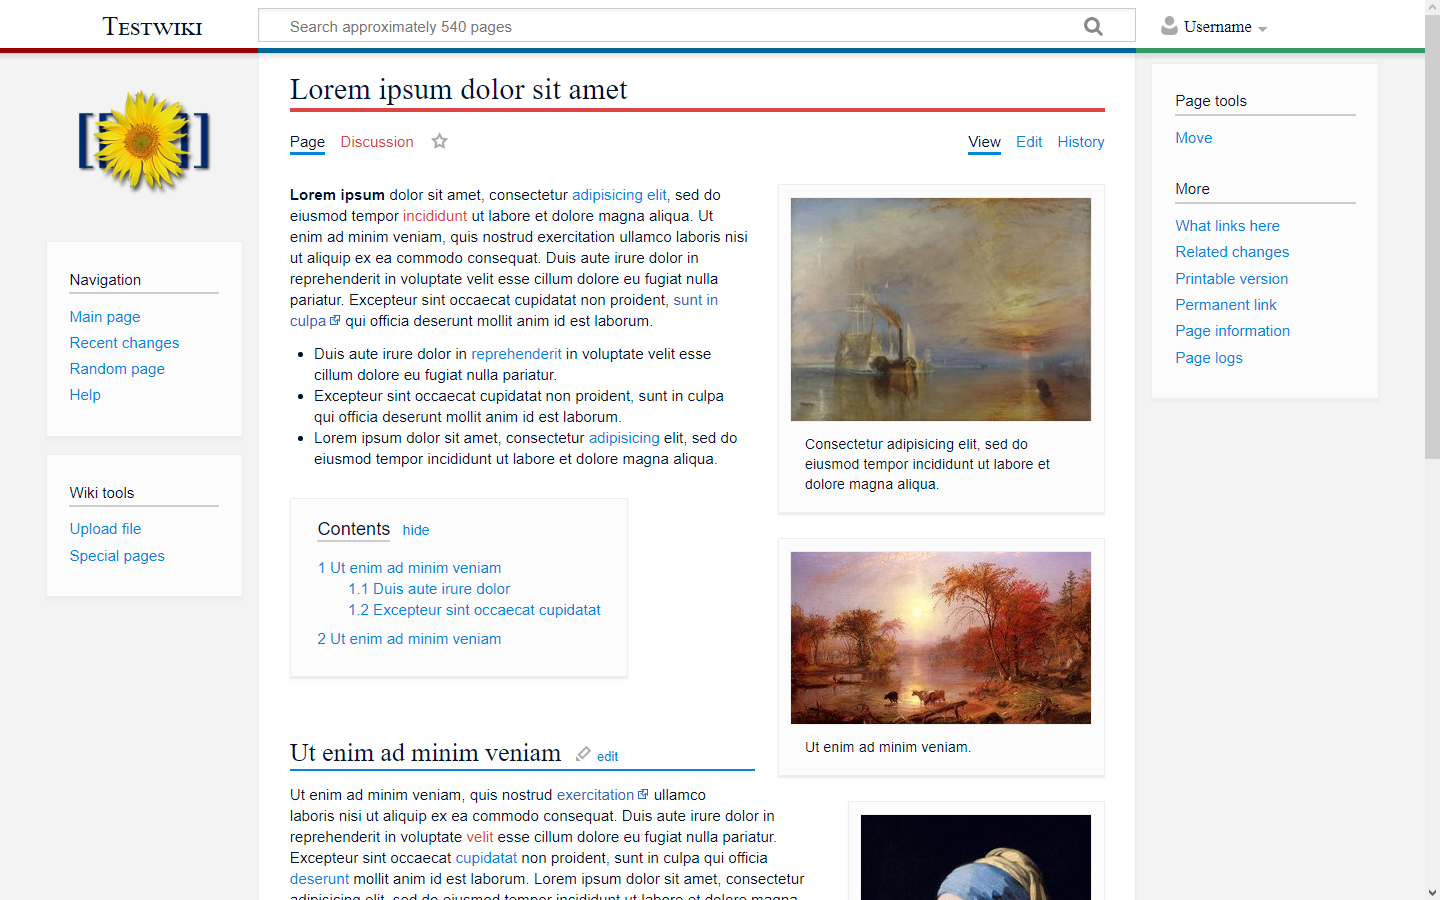 Testwiki
Search approximately 540 pages
Username
Navigation
Main page
Recent changes
Random page
Help
Wiki tools
Upload file
Special pages
Lorem ipsum dolor sit amet
Page Discussion
View Edit History
Lorem ipsum dolor sit amet, consectetur adipisicing elit, sed do
eiusmod tempor incididunt ut labore et dolore magna aliqua. Ut
enim ad minim veniam, quis nostrud exercitation ullamco laboris nisi
ut aliquip ex ea commodo consequat. Duis aute irure dolor in
reprehenderit in voluptate velit esse cillum dolore eu fugiat nulla
pariatur. Excepteur sint occaecat cupidatat non proident, sunt in
culpa qui officia deserunt mollit anim id est laborum.
Duis aute irure dolor in reprehenderit in voluptate velit esse
cillum dolore eu fugiat nulla pariatur.
Excepteur sint occaecat cupidatat non proident, sunt in culpa
qui officia deserunt mollit anim id est laborum.
Lorem ipsum dolor sit amet, consectetur adipisicing elit, sed do
eiusmod tempor incididunt ut labore et dolore magna aliqua.
Contents hide
1 Ut enim ad minim veniam
1.1 Duis aute irure dolor
1.2 Excepteur sint occaecat cupidatat
2 Ut enim ad minim veniam
Consectetur adipisicing elit, sed do
eiusmod tempor incididunt ut labore et
dolore magna aliqua.
Ut enim ad minim veniam.
Ut enim ad minim veniam edit
Ut enim ad minim veniam, quis nostrud exercitation ullamco
laboris nisi ut aliquip ex ea commodo consequat. Duis aute irure dolor in
reprehenderit in voluptate velit esse cillum dolore eu fugiat nulla pariatur.
Excepteur sint occaecat cupidatat non proident, sunt in culpa qui officia
deserunt mollit anim id est laborum. Lorem ipsum dolor sit amet, consectetur
adipisicing elit, sed do eiusmod tempor incididunt ut labore et dolore magna
Page tools
Move
More
What links here
Related changes
Printable version
Permanent link
Page information
Page logs